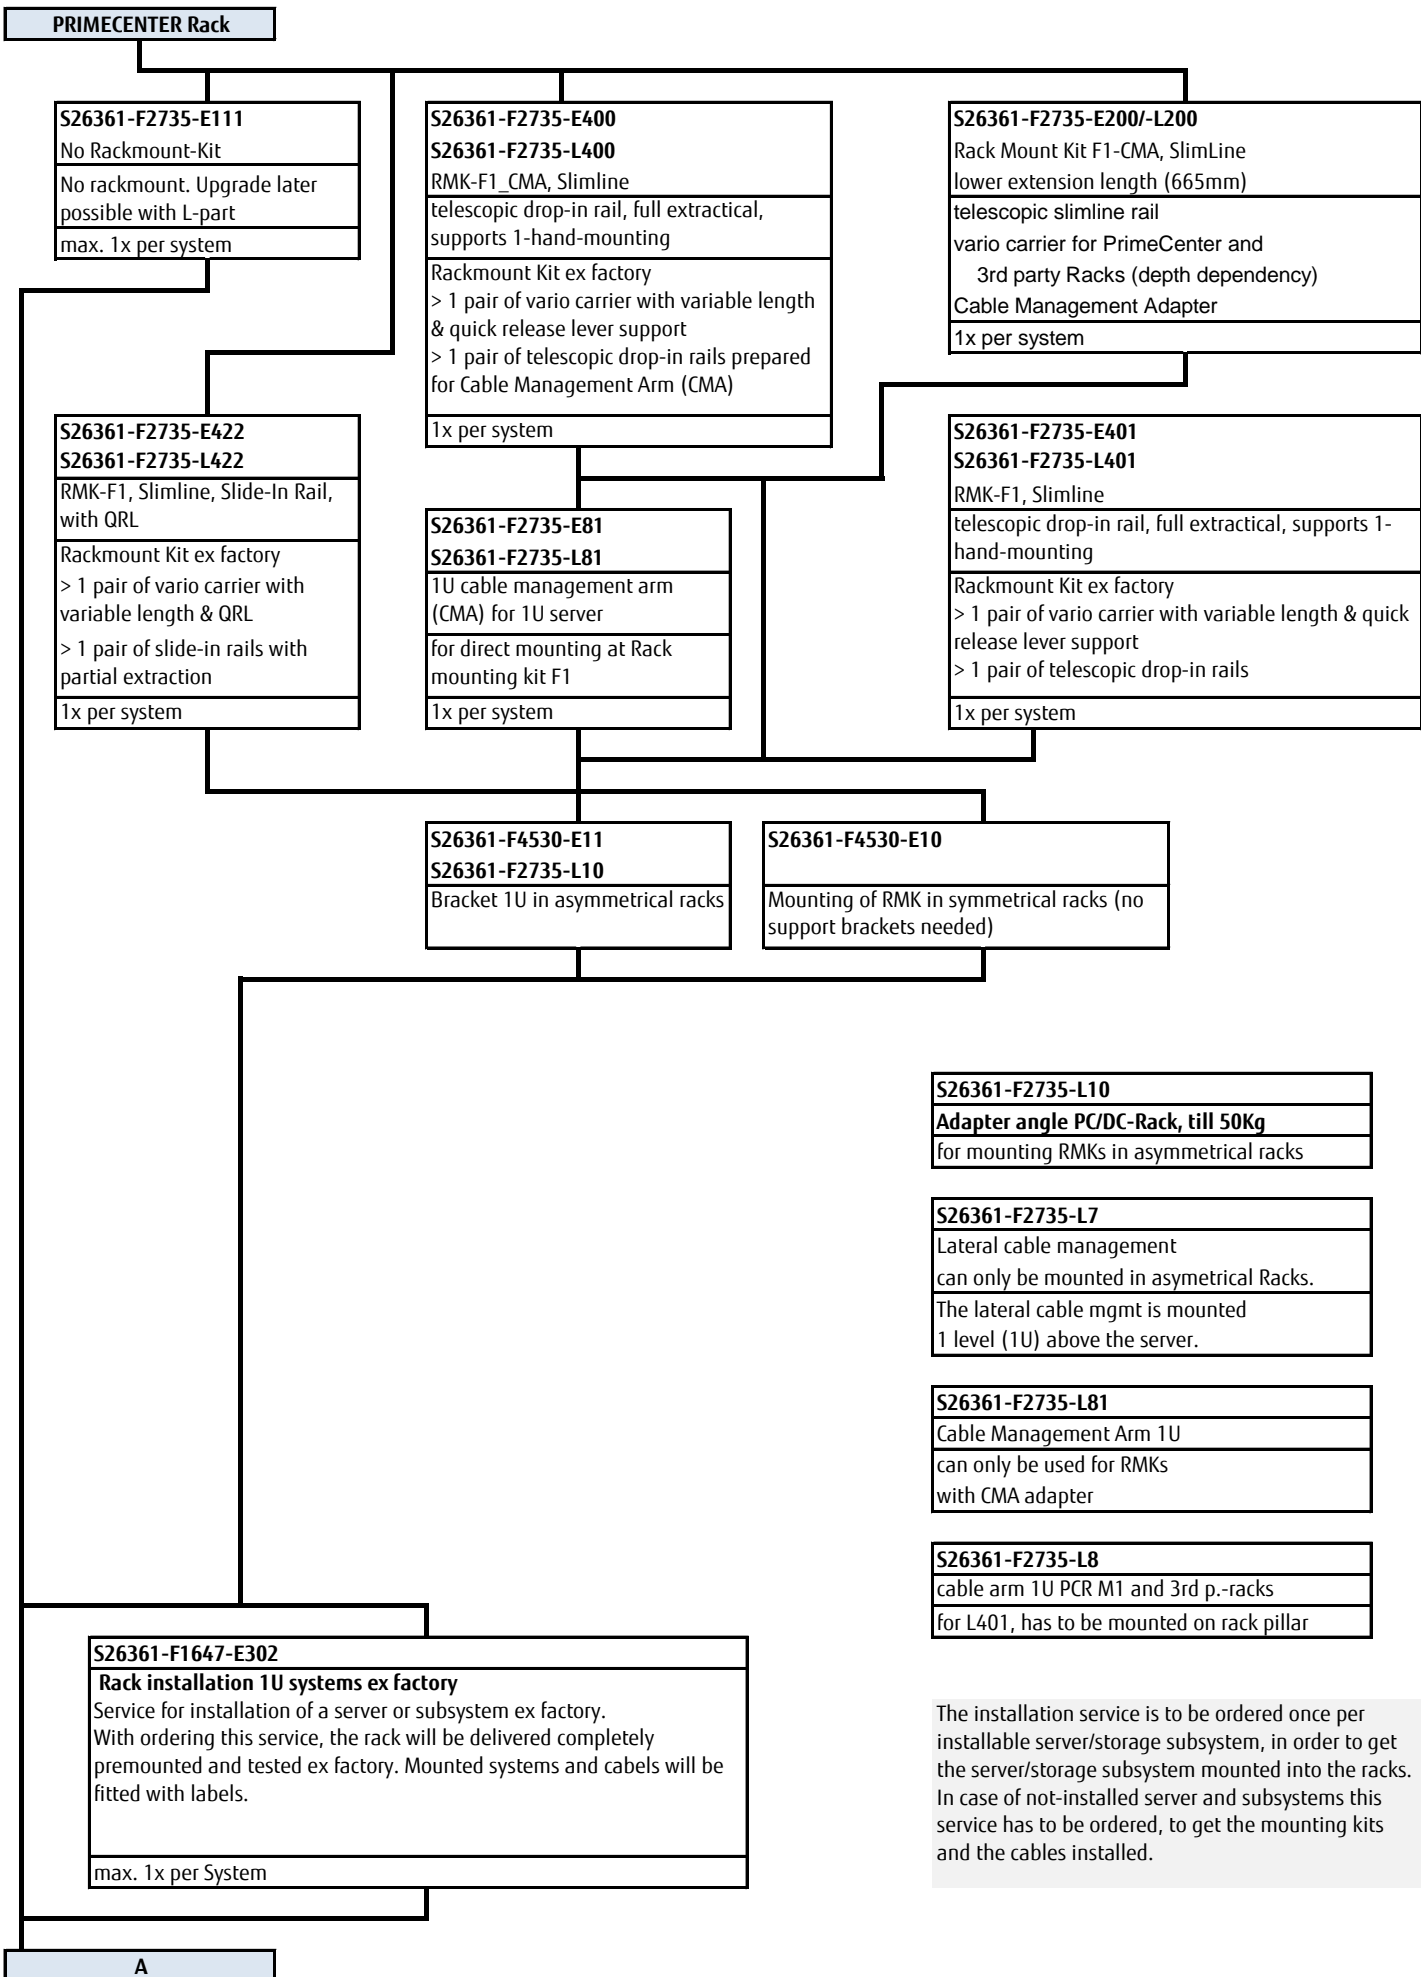 PRIMECENTER Rack
S26361-F2735-E111
No Rackmount-Kit
No rackmount. Upgrade later
possible with L-part
max. 1x per system
S26361-F2735-E400
S26361-F2735-L400
RMK-F1_CMA, Slimline
telescopic drop-in rail, full extractical,
supports 1-hand-mounting
Rackmount Kit ex factory
> 1 pair of vario carrier with variable length
& quick release lever support
> 1 pair of telescopic drop-in rails prepared
for Cable Management Arm (CMA)
1x per system
S26361-F2735-E200/-L200
Rack Mount Kit F1-CMA, SlimLine
lower extension length (665mm)
telescopic slimline rail
vario carrier for PrimeCenter and
3rd party Racks (depth dependency)
Cable Management Adapter
1x per system
S26361-F2735-E422
S26361-F2735-L422
RMK-F1, Slimline, Slide-In Rail,
with QRL
Rackmount Kit ex factory
> 1 pair of vario carrier with
variable length & QRL
> 1 pair of slide-in rails with
partial extraction
1x per system
S26361-F2735-E81
S26361-F2735-L81
1U cable management arm
(CMA) for 1U server
for direct mounting at Rack
mounting kit F1
1x per system
S26361-F2735-E401
S26361-F2735-L401
RMK-F1, Slimline
telescopic drop-in rail, full extractical, supports 1-
hand-mounting
Rackmount Kit ex factory
> 1 pair of vario carrier with variable length & quick
release lever support
> 1 pair of telescopic drop-in rails
1x per system
S26361-F4530-E11
S26361-F2735-L10
Bracket 1U in asymmetrical racks
S26361-F4530-E10
Mounting of RMK in symmetrical racks (no
support brackets needed)
S26361-F2735-L10
Adapter angle PC/DC-Rack, till 50Kg
for mounting RMKs in asymmetrical racks
S26361-F2735-L7
Lateral cable management
can only be mounted in asymetrical Racks.
The lateral cable mgmt is mounted
1 level (1U) above the server.
S26361-F2735-L81
Cable Management Arm 1U
can only be used for RMKs
with CMA adapter
S26361-F2735-L8
cable arm 1U PCR M1 and 3rd p.-racks
for L401, has to be mounted on rack pillar
S26361-F1647-E302
Rack installation 1U systems ex factory
Service for installation of a server or subsystem ex factory.
With ordering this service, the rack will be delivered completely
premounted and tested ex factory. Mounted systems and cabels will be
fitted with labels.
max. 1x per System
The installation service is to be ordered once per
installable server/storage subsystem, in order to get
the server/storage subsystem mounted into the racks.
In case of not-installed server and subsystems this
service has to be ordered, to get the mounting kits
and the cables installed.
A